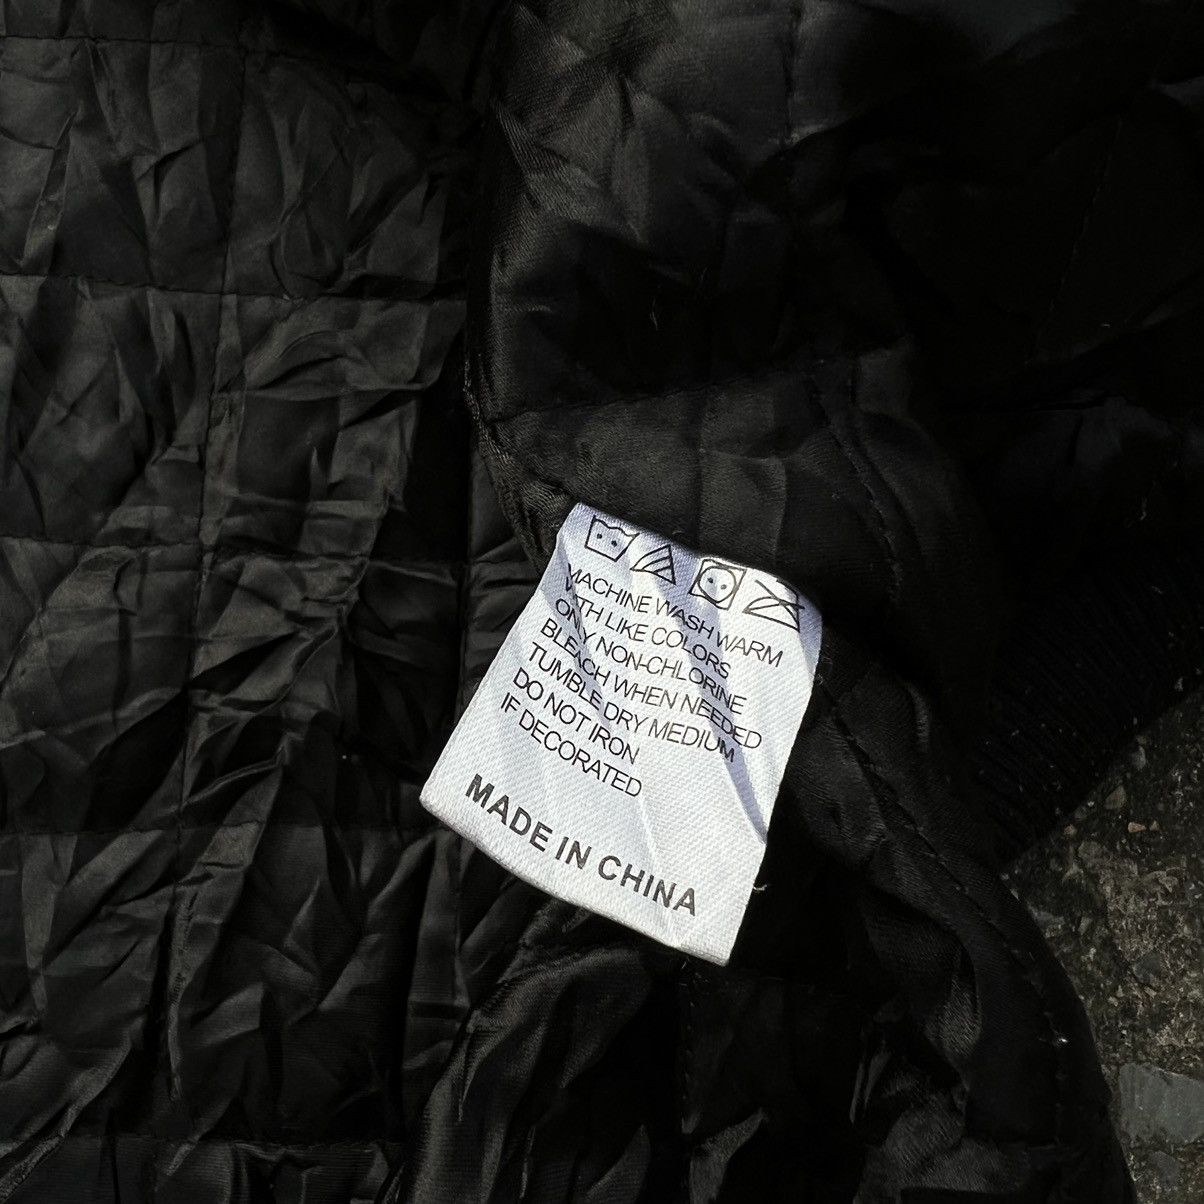 MACHINE WASH WARM
WITH LIKE COLORS
ONLY NON-CHLORINE
BLEACH WHEN NEEDED
TUMBLE DRY MEDIUM
DO NOT IRON
IF DECORATED
MADE IN CHINA